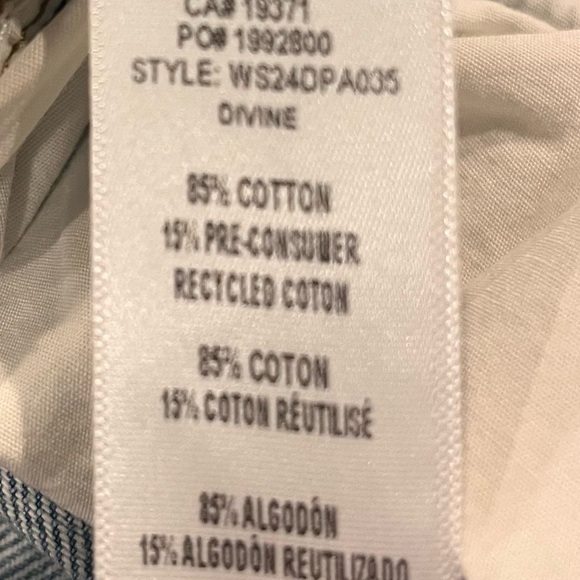 CA# 19371
PO# 1992800
STYLE: WS24DPA035
DIVINE
85% COTTON
15% PRE-CONSUMER
RECYCLED COTON
85% COTON
15% COTON RÉUTILISÉ
85% ALGODÓN
15% ALGODÓN REUTILIZADO